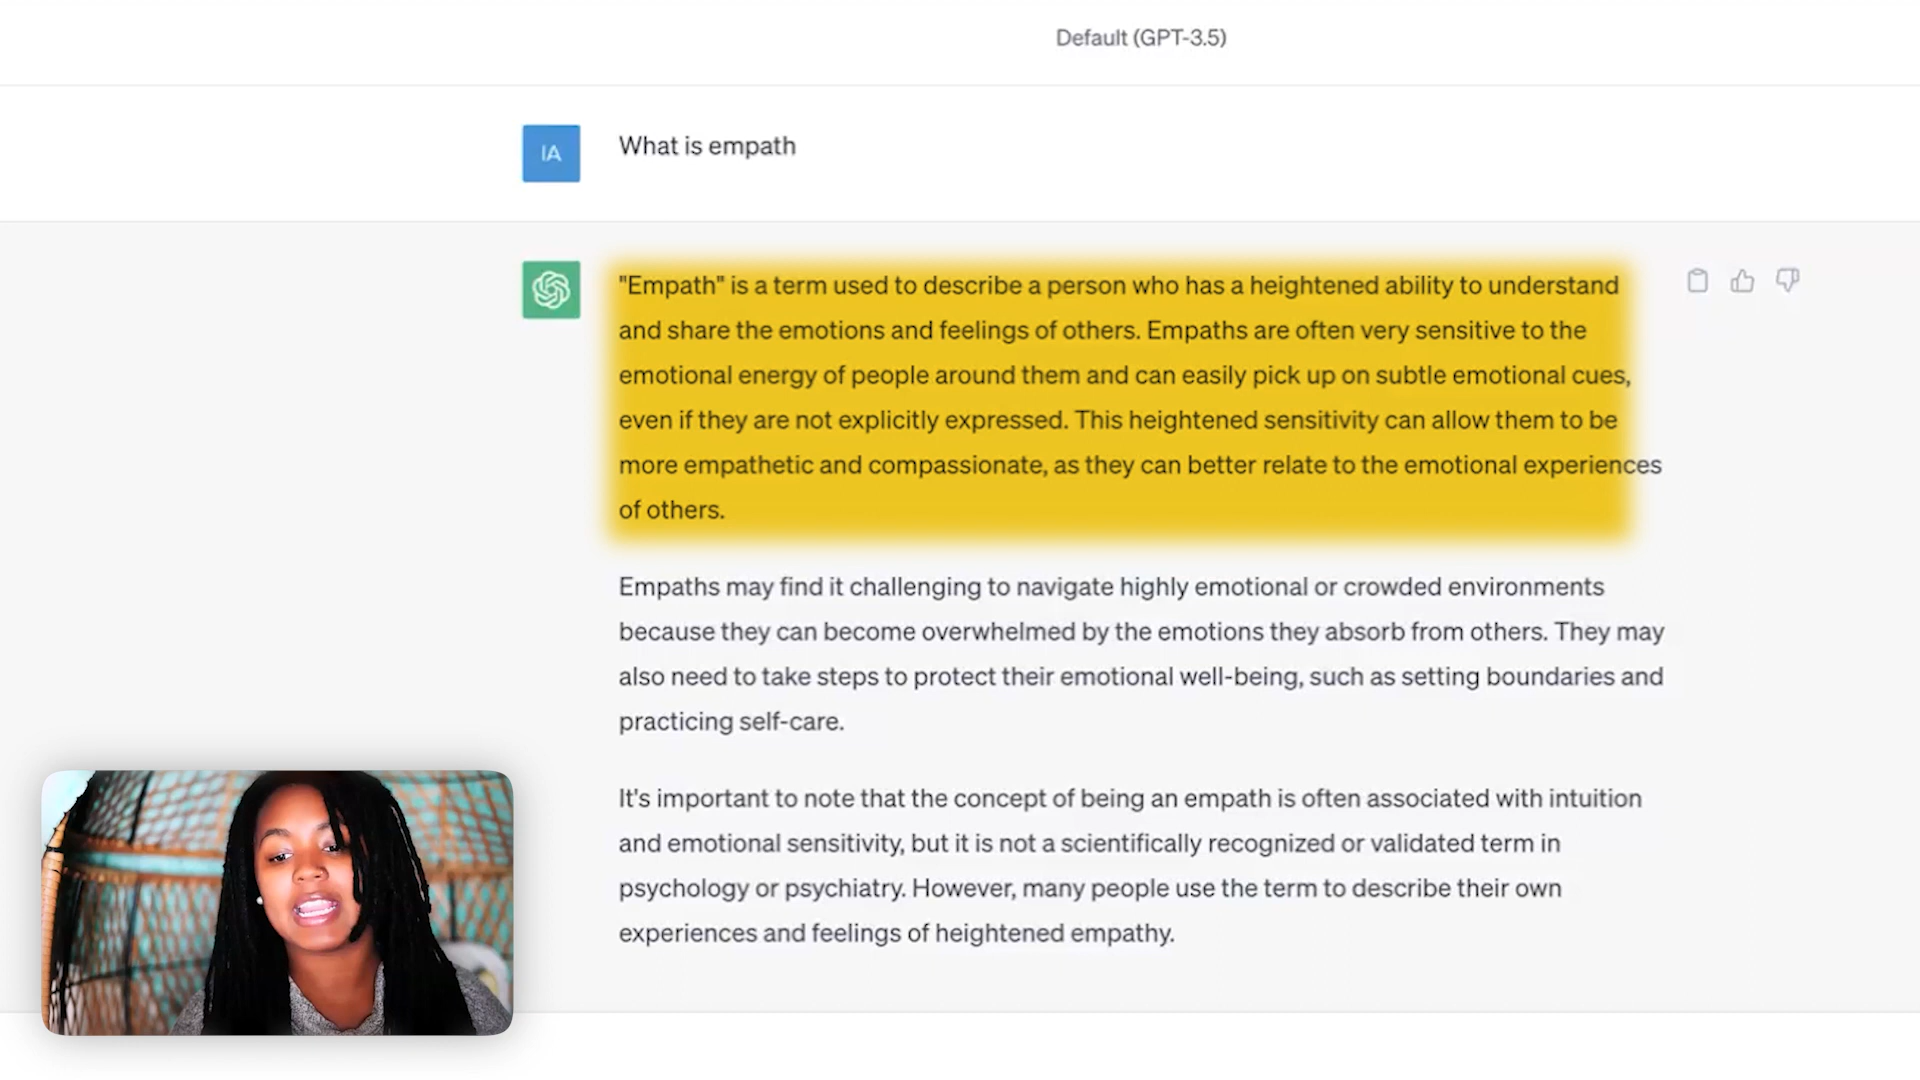 Default (GPT-3.5)
IA
What is empath
"Empath" is a term used to describe a person who has a heightened ability to understand
and share the emotions and feelings of others. Empaths are often very sensitive to the
emotional energy of people around them and can easily pick up on subtle emotional cues,
even if they are not explicitly expressed. This heightened sensitivity can allow them to be
more empathetic and compassionate, as they can better relate to the emotional experiences
of others.
Empaths may find it challenging to navigate highly emotional or crowded environments
because they can become overwhelmed by the emotions they absorb from others. They may
also need to take steps to protect their emotional well-being, such as setting boundaries and
practicing self-care.
It's important to note that the concept of being an empath is often associated with intuition
and emotional sensitivity, but it is not a scientifically recognized or validated term in
psychology or psychiatry. However, many people use the term to describe their own
experiences and feelings of heightened empathy.